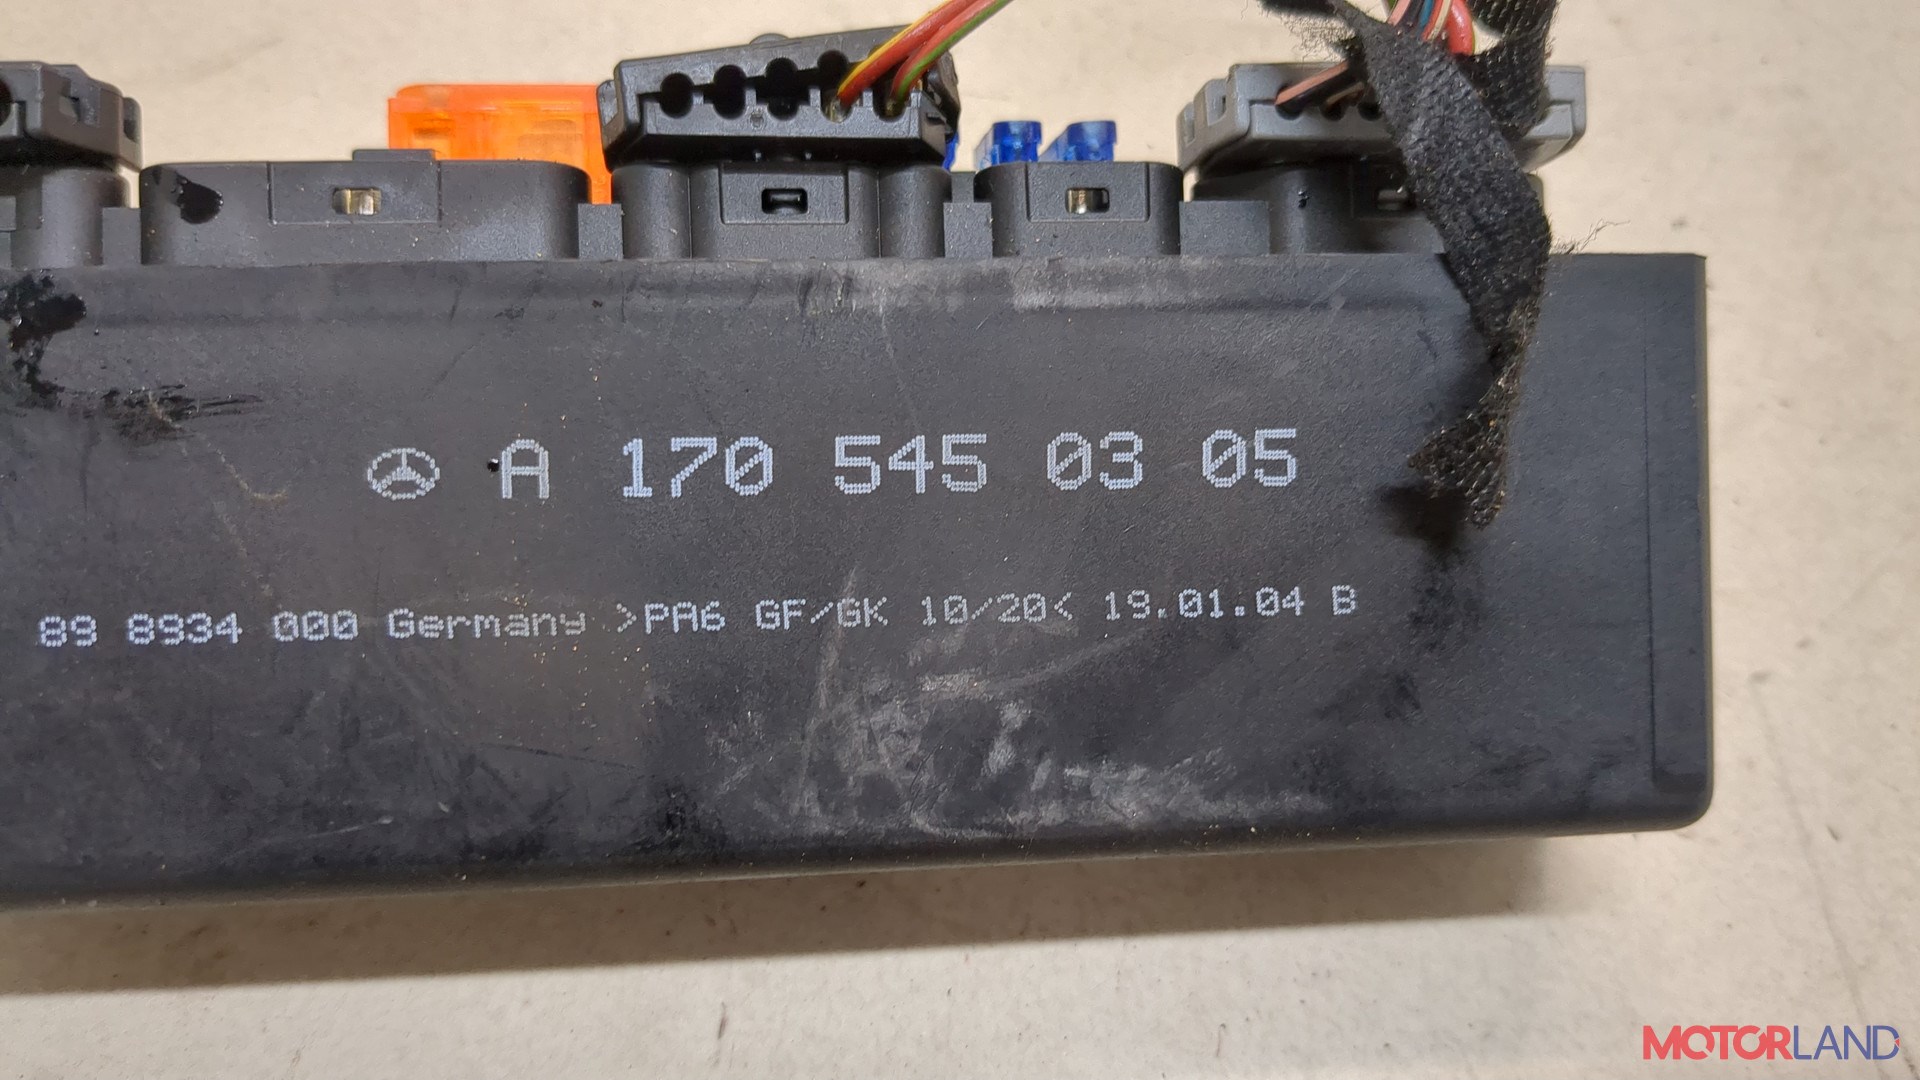 A 170 545 03 05
89 8934 000 Germany >PA6 GF/GK 10/20< 19.01.04 B
MOTORLAND